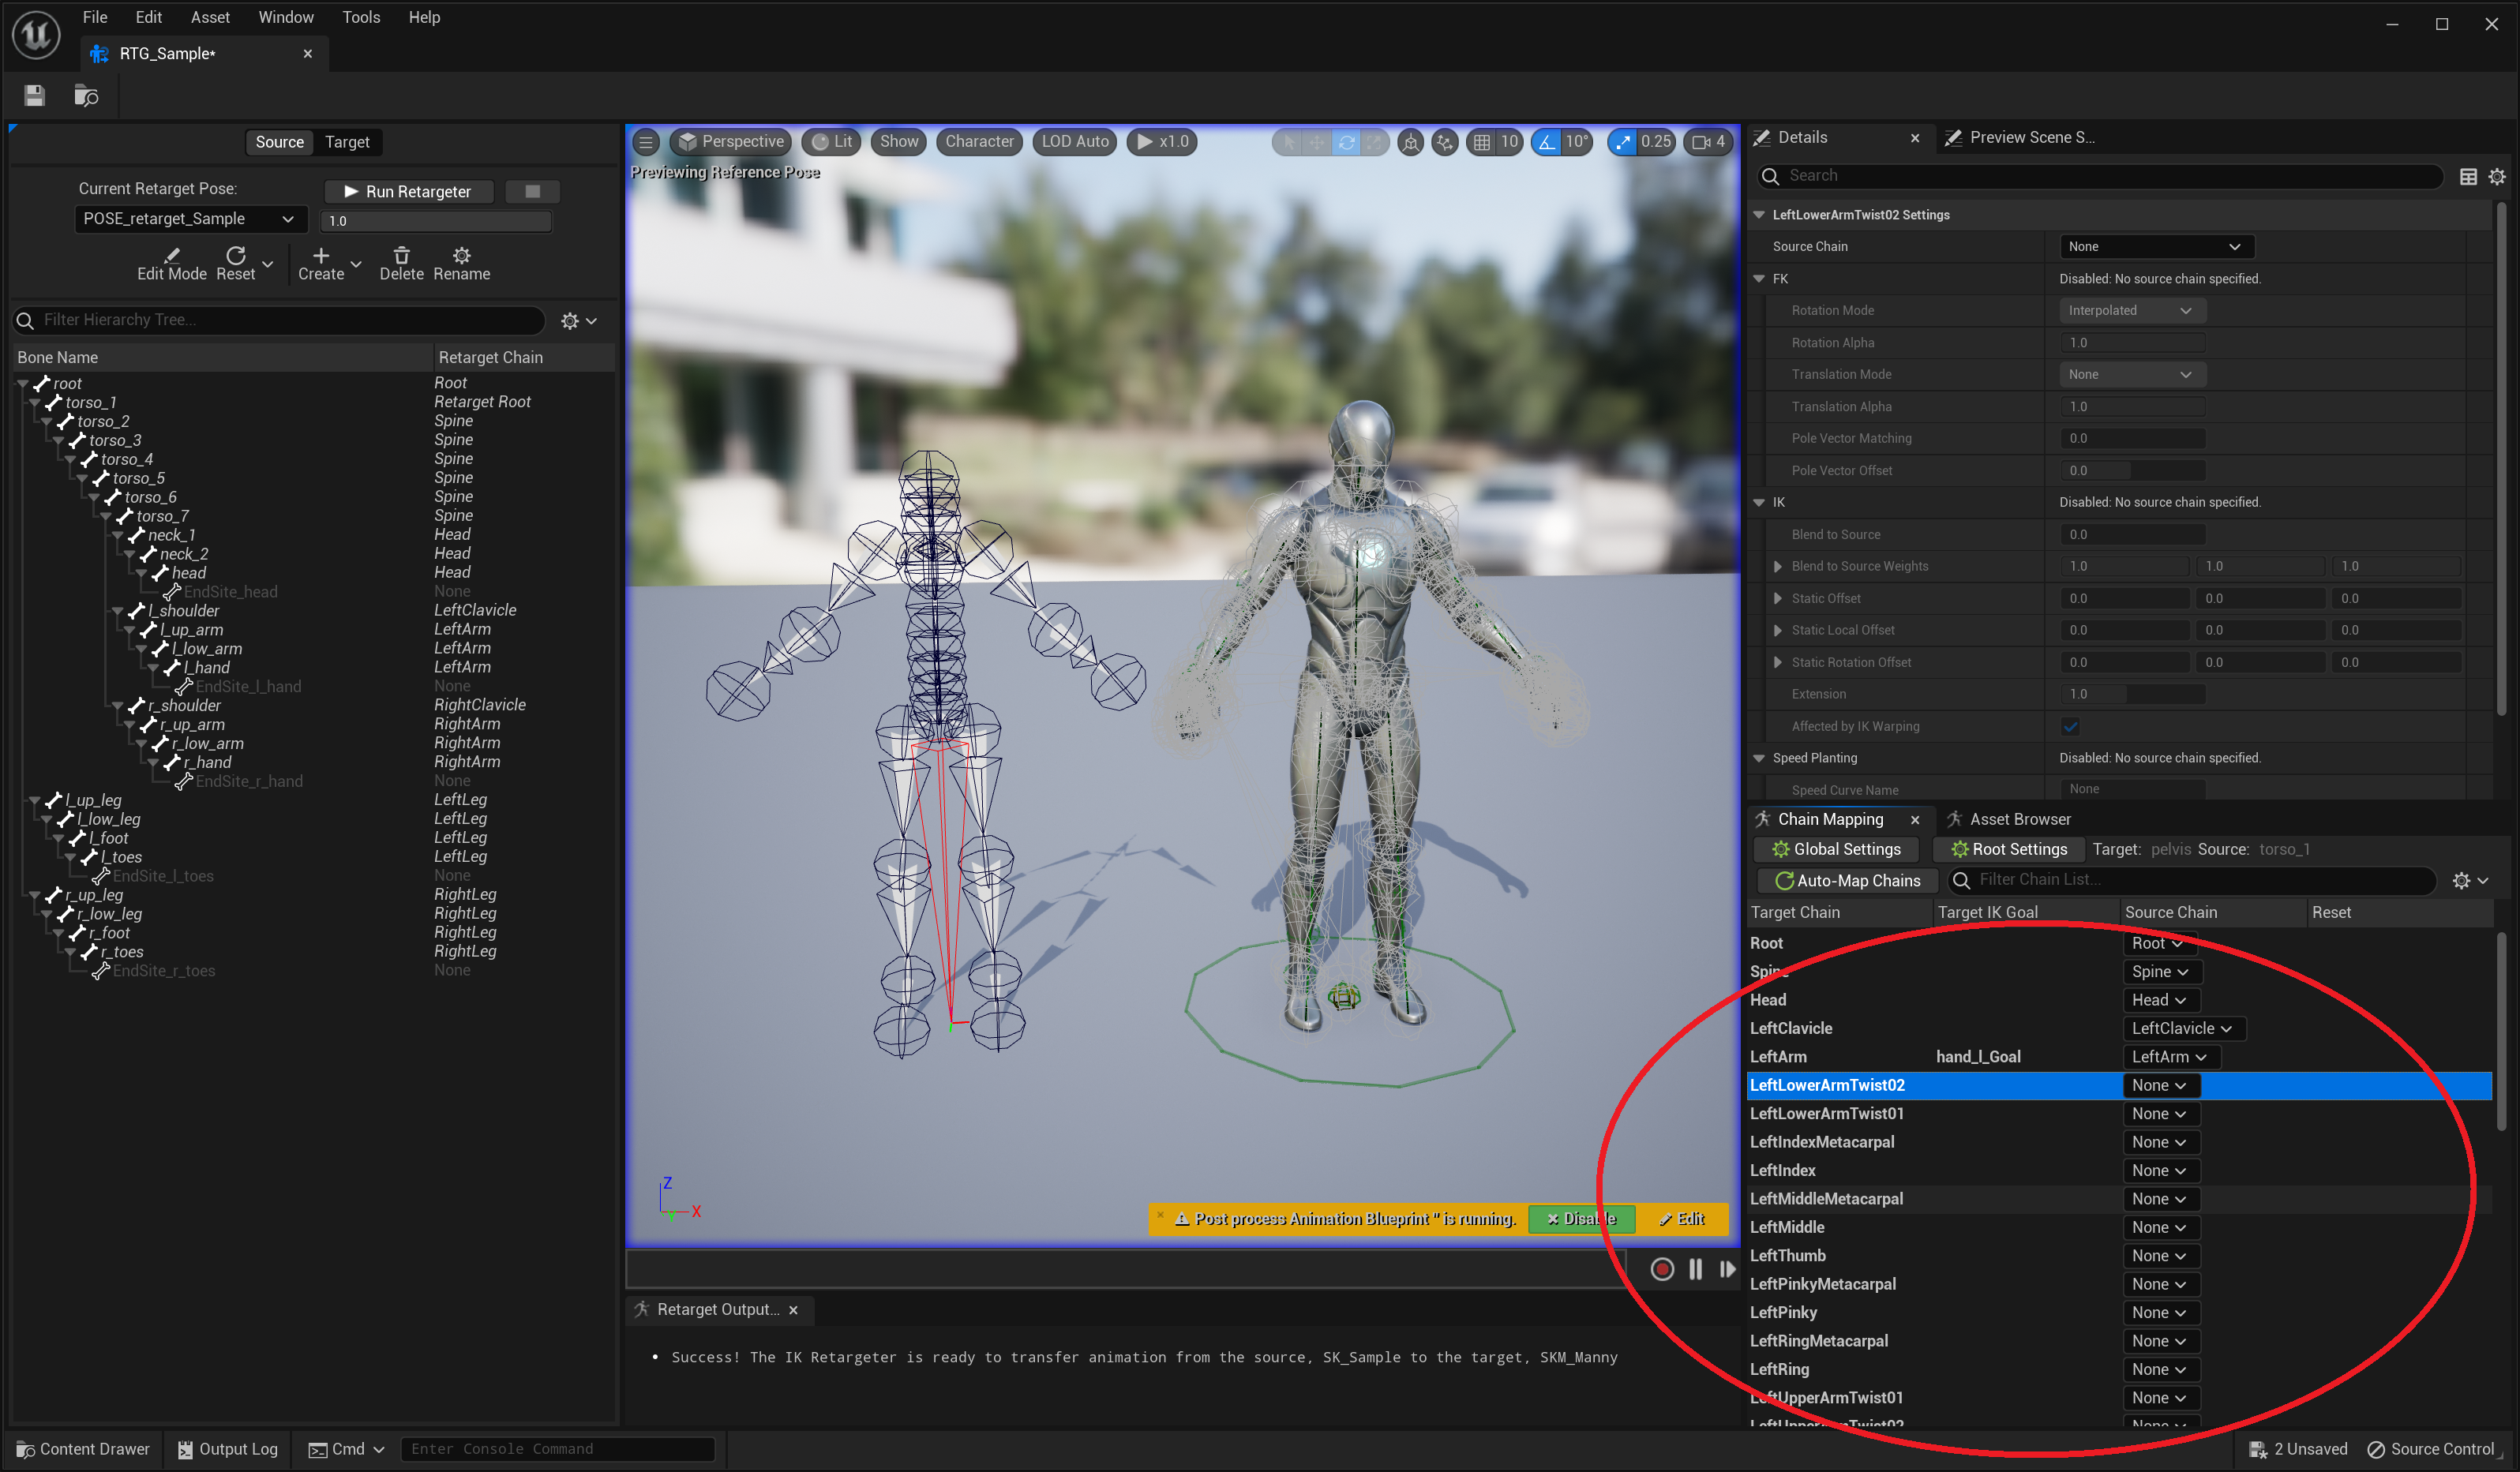 File Edit Asset Window Tools Help
RTG_Sample*
Source Target
Current Retarget Pose:
Run Retargeter
POSE_retarget_Sample
1.0
Edit Mode Reset Create Delete Rename
Filter Hierarchy Tree...
Bone Name Retarget Chain
root Root
torso_1 Retarget Root
torso_2 Spine
torso_3 Spine
torso_4 Spine
torso_5 Spine
torso_6 Spine
torso_7 Spine
neck_1 Head
neck_2 Head
head Head
EndSite_head None
l_shoulder LeftClavicle
l_up_arm LeftArm
l_low_arm LeftArm
l_hand LeftArm
EndSite_l_hand None
r_shoulder RightClavicle
r_up_arm RightArm
r_low_arm RightArm
r_hand RightArm
EndSite_r_hand None
l_up_leg LeftLeg
l_low_leg LeftLeg
l_foot LeftLeg
l_toes LeftLeg
EndSite_l_toes None
r_up_leg RightLeg
r_low_leg RightLeg
r_foot RightLeg
r_toes RightLeg
EndSite_r_toes None
Perspective Lit Show Character LOD Auto x1.0 10 10° 0.25 4
Previewing Reference Pose
Z
Y
X
Post process Animation Blueprint '' is running. Disable Edit
Retarget Output...
• Success! The IK Retargeter is ready to transfer animation from the source, SK_Sample to the target, SKM_Manny
Details Preview Scene S...
Search
LeftLowerArmTwist02 Settings
Source Chain None
FK Disabled: No source chain specified.
Rotation Mode Interpolated
Rotation Alpha 1.0
Translation Mode None
Translation Alpha 1.0
Pole Vector Matching 0.0
Pole Vector Offset 0.0
IK Disabled: No source chain specified.
Blend to Source 0.0
Blend to Source Weights 1.0 1.0 1.0
Static Offset 0.0 0.0 0.0
Static Local Offset 0.0 0.0 0.0
Static Rotation Offset 0.0 0.0 0.0
Extension 1.0
Affected by IK Warping
Speed Planting Disabled: No source chain specified.
Speed Curve Name None
Chain Mapping Asset Browser
Global Settings Root Settings Target: pelvis Source: torso_1
Auto-Map Chains Filter Chain List...
Target Chain Target IK Goal Source Chain Reset
Root Root
Spine Spine
Head Head
LeftClavicle LeftClavicle
LeftArm hand_l_Goal LeftArm
LeftLowerArmTwist02 None
LeftLowerArmTwist01 None
LeftIndexMetacarpal None
LeftIndex None
LeftMiddleMetacarpal None
LeftMiddle None
LeftThumb None
LeftPinkyMetacarpal None
LeftPinky None
LeftRingMetacarpal None
LeftRing None
LeftUpperArmTwist01 None
LeftUpperArmTwist02 None
Content Drawer Output Log Cmd Enter Console Command
2 Unsaved Source Control